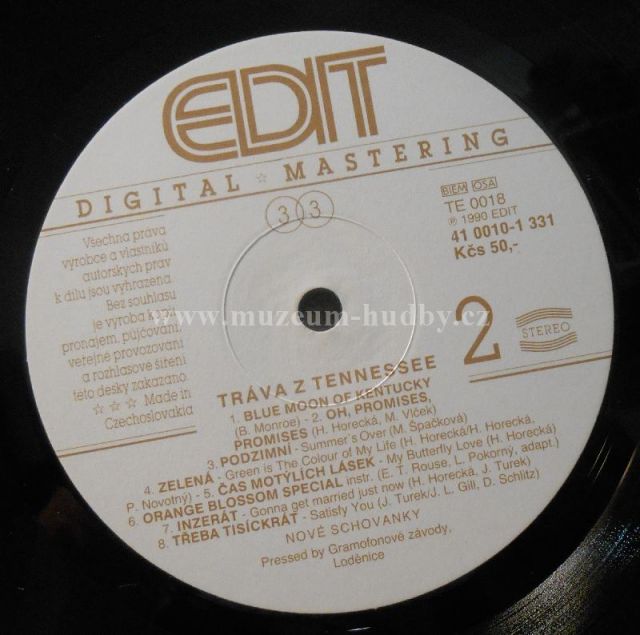 EDIT
DIGITAL ☆ MASTERING
33
BIEM OSA
TE 0018
℗ 1990 EDIT
41 0010-1 331
Kčs 50,-
Všechna práva
výrobce a vlastníků
autorských práv
k dílu jsou vyhrazena
Bez souhlasu
je výroba kopií,
pronájem, půjčování,
veřejné provozování
a rozhlasové šíření
této desky zakázáno.
☆ ☆ ☆ Made in
Czechoslovakia
www.muzeum-hudby.cz
2
STEREO
TRÁVA Z TENNESSEE
1. BLUE MOON OF KENTUCKY
(B. Monroe) - 2. OH, PROMISES,
PROMISES (H. Horecká, M. Vlček)
3. PODZIMNÍ - Summer's Over (M. Špačková)
4. ZELENÁ - Green is The Colour of My Life (H. Horecká/H. Horecká,
P. Novotný) - 5. ČAS MOTÝLÍCH LÁSEK - My Butterfly Love (H. Horecká)
6. ORANGE BLOSSOM SPECIAL instr. (E. T. Rouse, L. Pokorný, adapt.)
7. INZERÁT - Gonna get married just now (H. Horecká, J. Turek)
8. TŘEBA TISÍCKRÁT - Satisfy You (J. Turek/J. L. Gill, D. Schlitz)
NOVÉ SCHOVANKY
Pressed by Gramofonové závody,
Loděnice